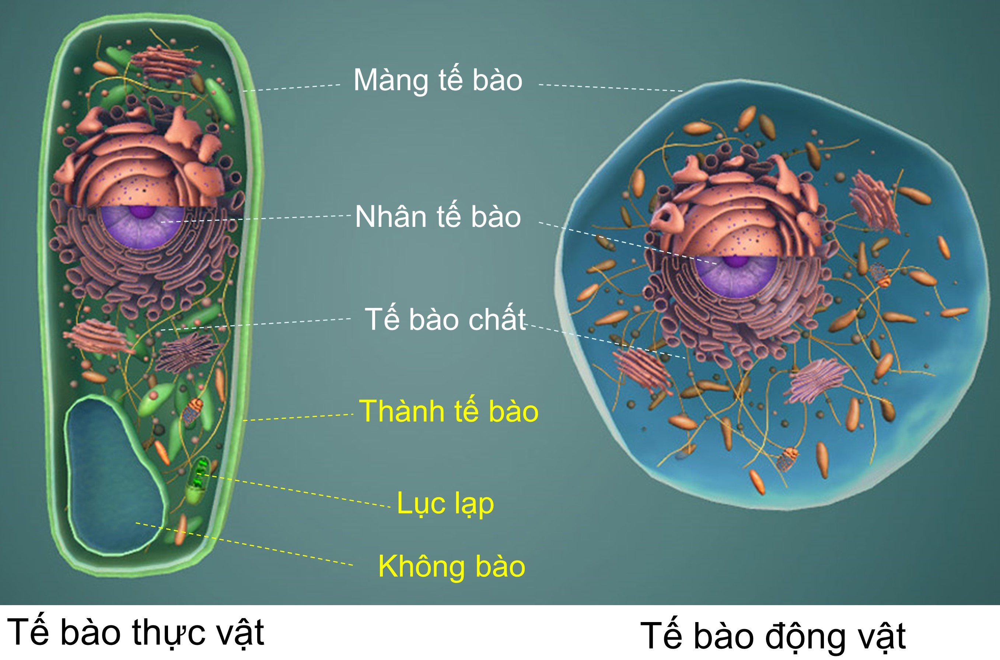 Màng tế bào
Nhân tế bào
Tế bào chất
Thành tế bào
Lục lạp
Không bào
Tế bào thực vật
Tế bào động vật